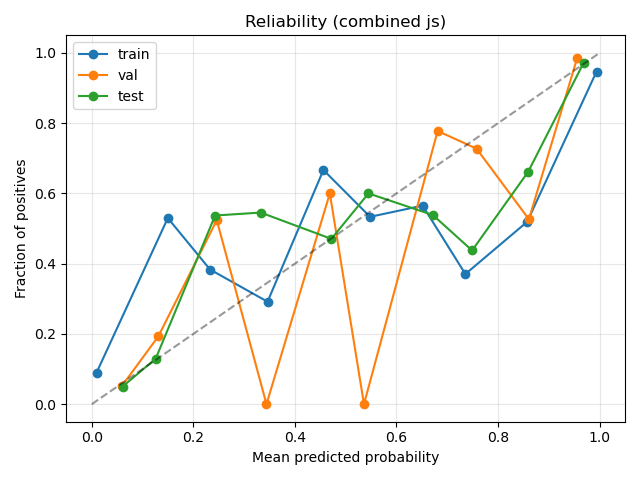 Reliability (combined js)
train
val
test
Fraction of positives
1.0
0.8
0.6
0.4
0.2
0.0
0.0 0.2 0.4 0.6 0.8 1.0
Mean predicted probability